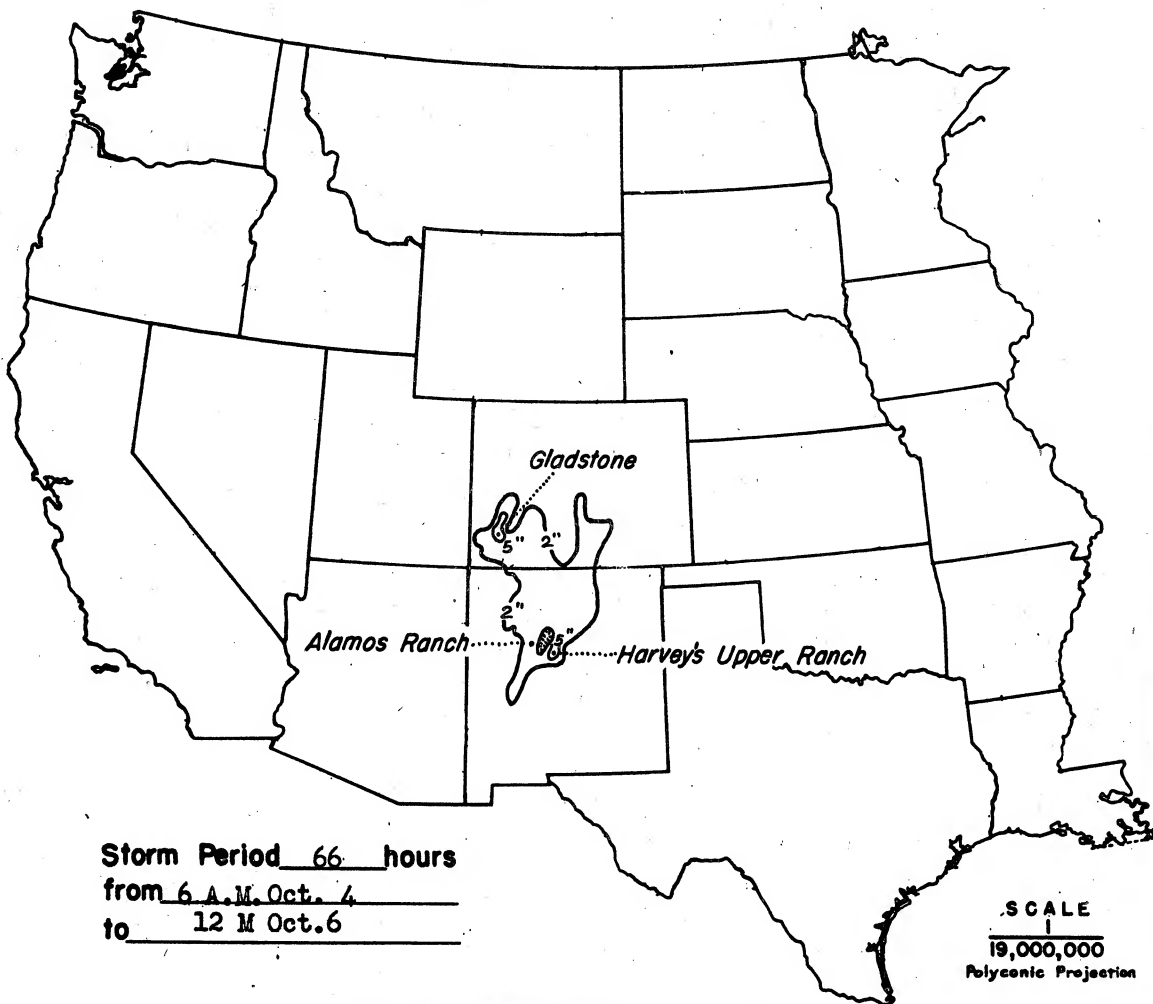 Gladstone
5" 2"
2"
Alamos Ranch 5" Harvey's Upper Ranch
Storm Period 66 hours
from 6 A.M. Oct. 4
to 12 M Oct.6
SCALE
1
19,000,000
Polyconic Projection